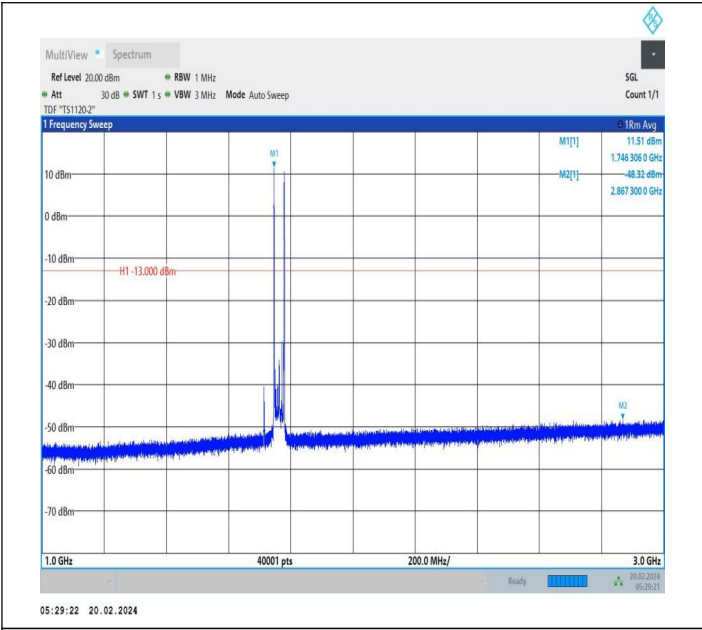 R S
MultiView Spectrum
Ref Level 20.00 dBm RBW 1 MHz SGL
Att 30 dB SWT 1 s VBW 3 MHz Mode Auto Sweep Count 1/1
TDF "TS1120-2"
1 Frequency Sweep 1Rm Avg
M1[1] 11.51 dBm
1.746 306 0 GHz
M2[1] -48.32 dBm
2.867 300 0 GHz
M1
10 dBm
0 dBm
-10 dBm
H1 -13.000 dBm
-20 dBm
-30 dBm
-40 dBm
M2
-50 dBm
-60 dBm
-70 dBm
1.0 GHz 40001 pts 200.0 MHz/ 3.0 GHz
Ready 20.02.2024
05:29:21
05:29:22 20.02.2024